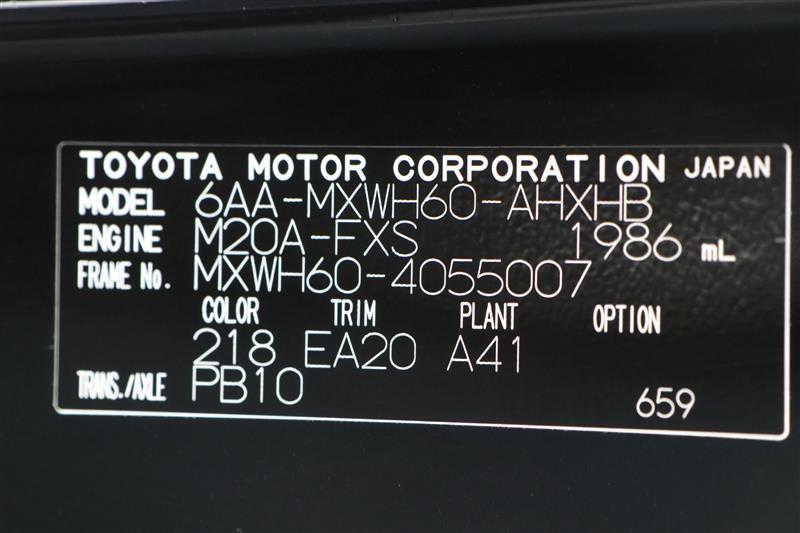 TOYOTA MOTOR CORPORATION JAPAN
MODEL 6AA-MXWH60-AHXHB
ENGINE M20A-FXS 1986 mL
FRAME No. MXWH60-4055007
COLOR TRIM PLANT OPTION
218 EA20 A41
TRANS./AXLE PB10
659